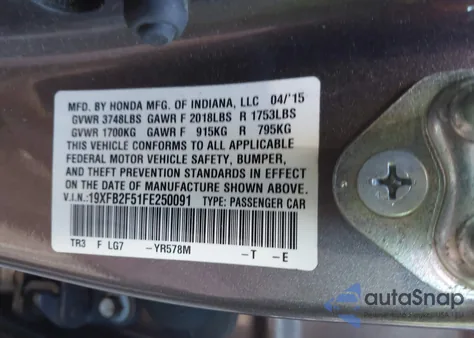 MFD. BY HONDA MFG. OF INDIANA, LLC 04/'15
GVWR 3748LBS GAWR F 2018LBS R 1753LBS
GVWR 1700KG GAWR F 915KG R 795KG
THIS VEHICLE CONFORMS TO ALL APPLICABLE
FEDERAL MOTOR VEHICLE SAFETY, BUMPER,
AND THEFT PREVENTION STANDARDS IN EFFECT
ON THE DATE OF MANUFACTURE SHOWN ABOVE.
V.I.N.:19XFB2F51FE250091 TYPE: PASSENGER CAR
TR3 F LG7 -YR578M -T -E
autoSnap